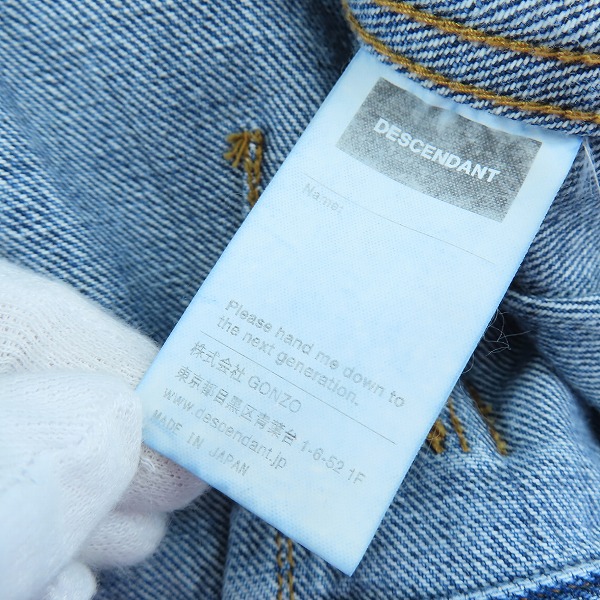 DESCENDANT
Name:
Please hand me down to
the next generation.
株式会社 GONZO
東京都目黒区青葉台 1-6-52 1F
www.descendant.jp
MADE IN JAPAN